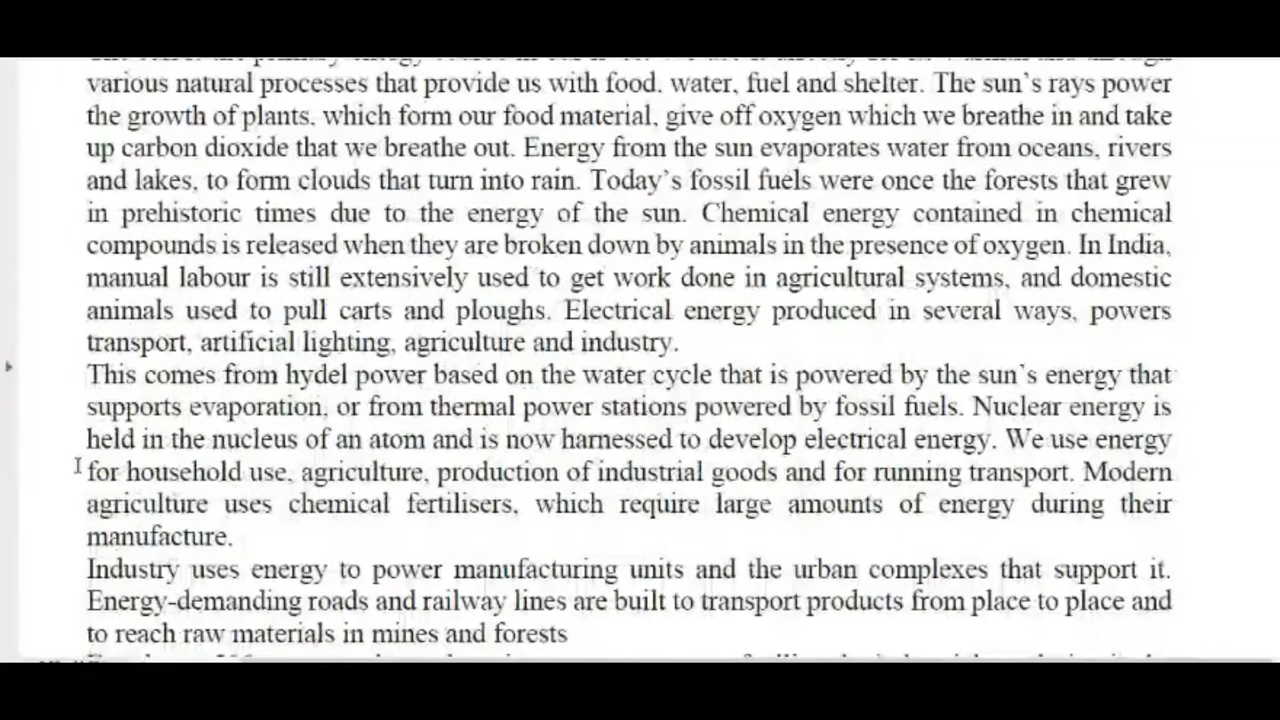 various natural processes that provide us with food. water, fuel and shelter. The sun's rays power
the growth of plants, which form our food material, give off oxygen which we breathe in and take
up carbon dioxide that we breathe out. Energy from the sun evaporates water from oceans, rivers
and lakes, to form clouds that turn into rain. Today's fossil fuels were once the forests that grew
in prehistoric times due to the energy of the sun. Chemical energy contained in chemical
compounds is released when they are broken down by animals in the presence of oxygen. In India,
manual labour is still extensively used to get work done in agricultural systems, and domestic
animals used to pull carts and ploughs. Electrical energy produced in several ways, powers
transport, artificial lighting, agriculture and industry.
This comes from hydel power based on the water cycle that is powered by the sun's energy that
supports evaporation, or from thermal power stations powered by fossil fuels. Nuclear energy is
held in the nucleus of an atom and is now harnessed to develop electrical energy. We use energy
for household use, agriculture, production of industrial goods and for running transport. Modern
agriculture uses chemical fertilisers, which require large amounts of energy during their
manufacture.
Industry uses energy to power manufacturing units and the urban complexes that support it.
Energy-demanding roads and railway lines are built to transport products from place to place and
to reach raw materials in mines and forests